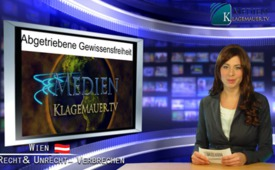 Abgetriebene Gewissensfreiheit
MEDIEN
KLAGEMAUER.TV
KLAGEMAUER.TV
WIEN
RECHT & UNRECHT - VERBRECHEN